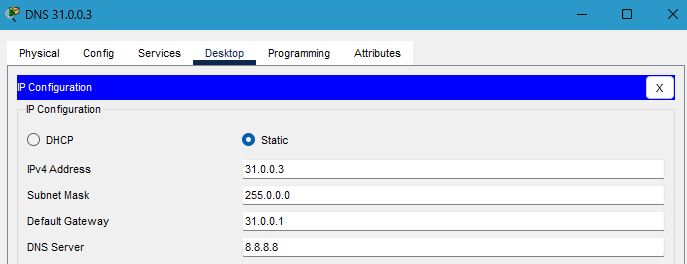 DNS 31.0.0.3
Physical Config Services Desktop Programming Attributes
IP Configuration X
IP Configuration
DHCP Static
IPv4 Address 31.0.0.3
Subnet Mask 255.0.0.0
Default Gateway 31.0.0.1
DNS Server 8.8.8.8